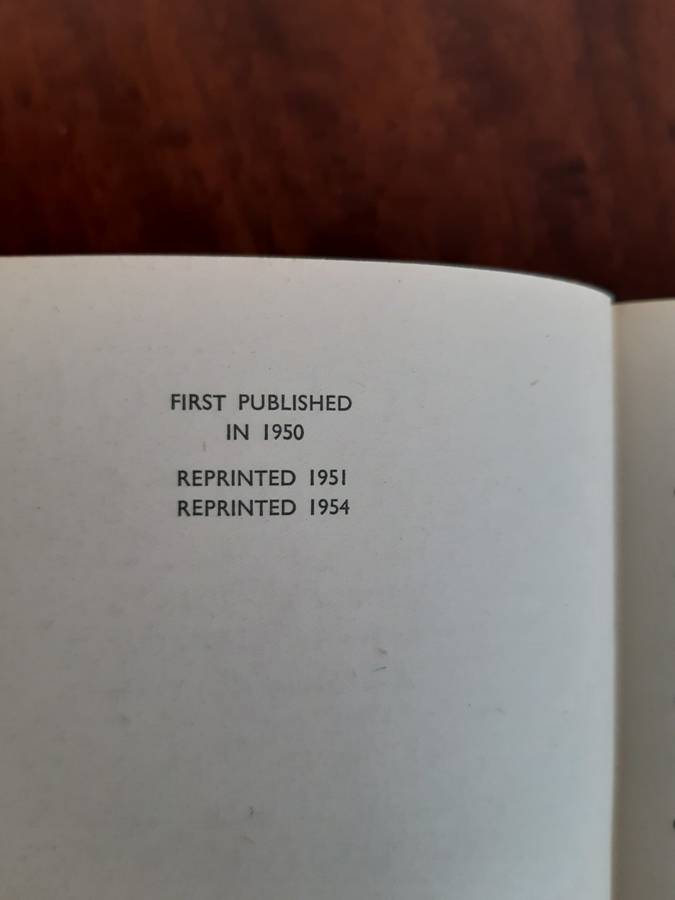 FIRST PUBLISHED
IN 1950
REPRINTED 1951
REPRINTED 1954